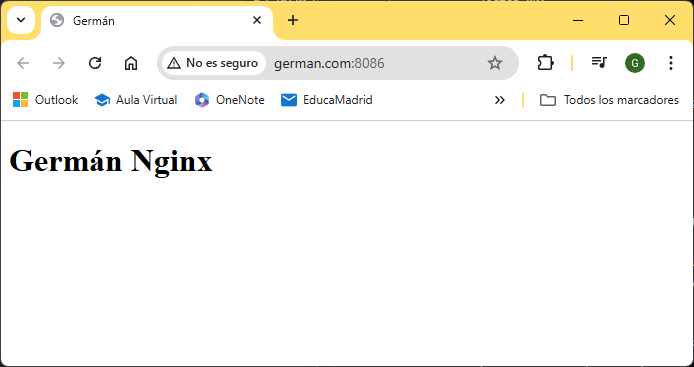 Germán
No es seguro german.com:8086
G
Outlook Aula Virtual OneNote EducaMadrid Todos los marcadores
Germán Nginx